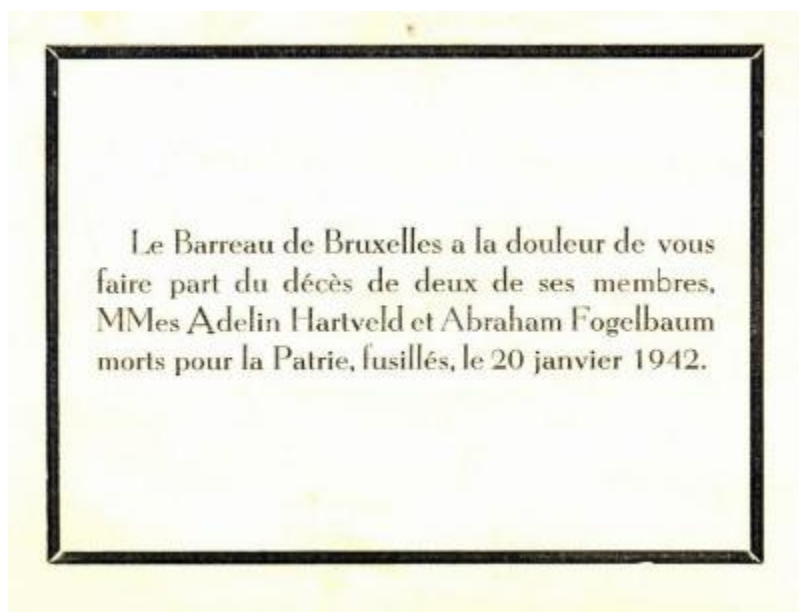 Le Barreau de Bruxelles a la douleur de vous
faire part du décès de deux de ses membres,
MMes Adelin Hartveld et Abraham Fogelbaum
morts pour la Patrie, fusillés, le 20 janvier 1942.